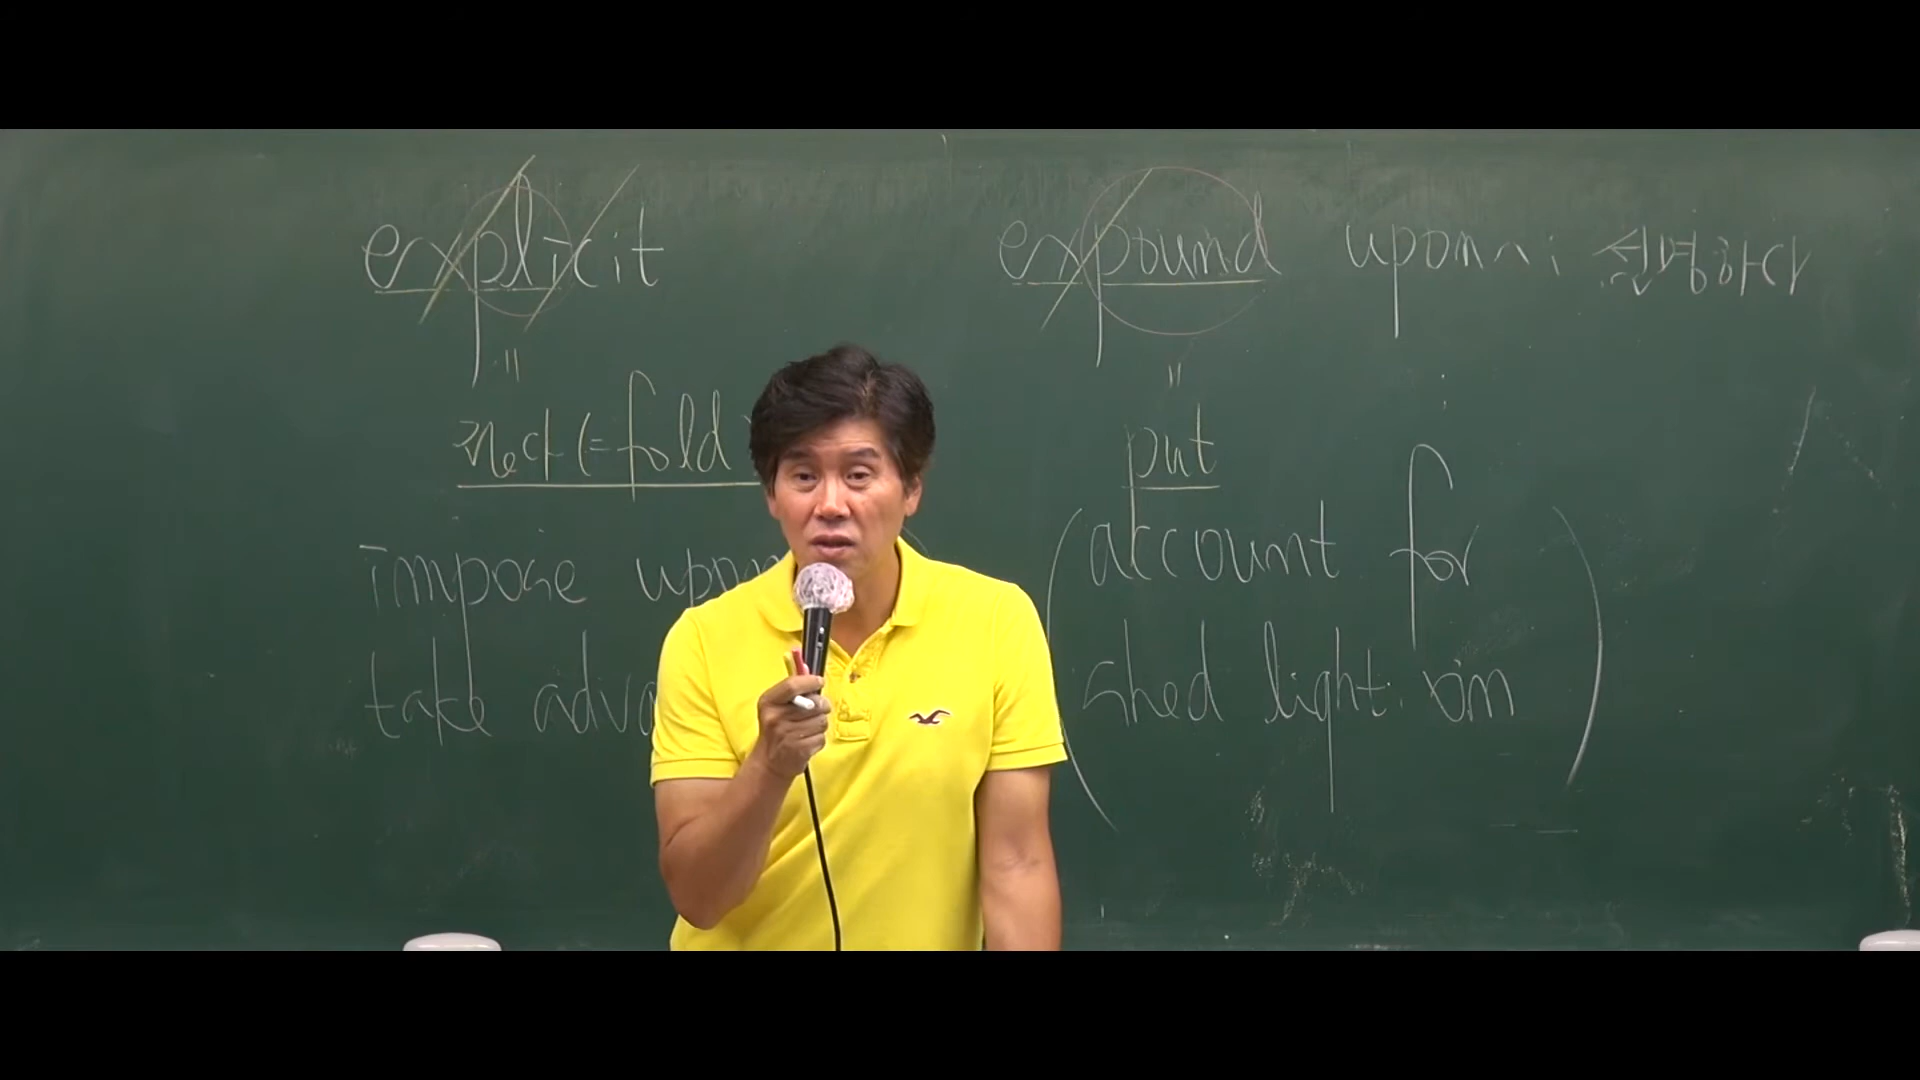 explicit
expound upon ~ ; 설명하다
=
=
접다 (= fold
put
impose upon
account for
take adva
shed light on